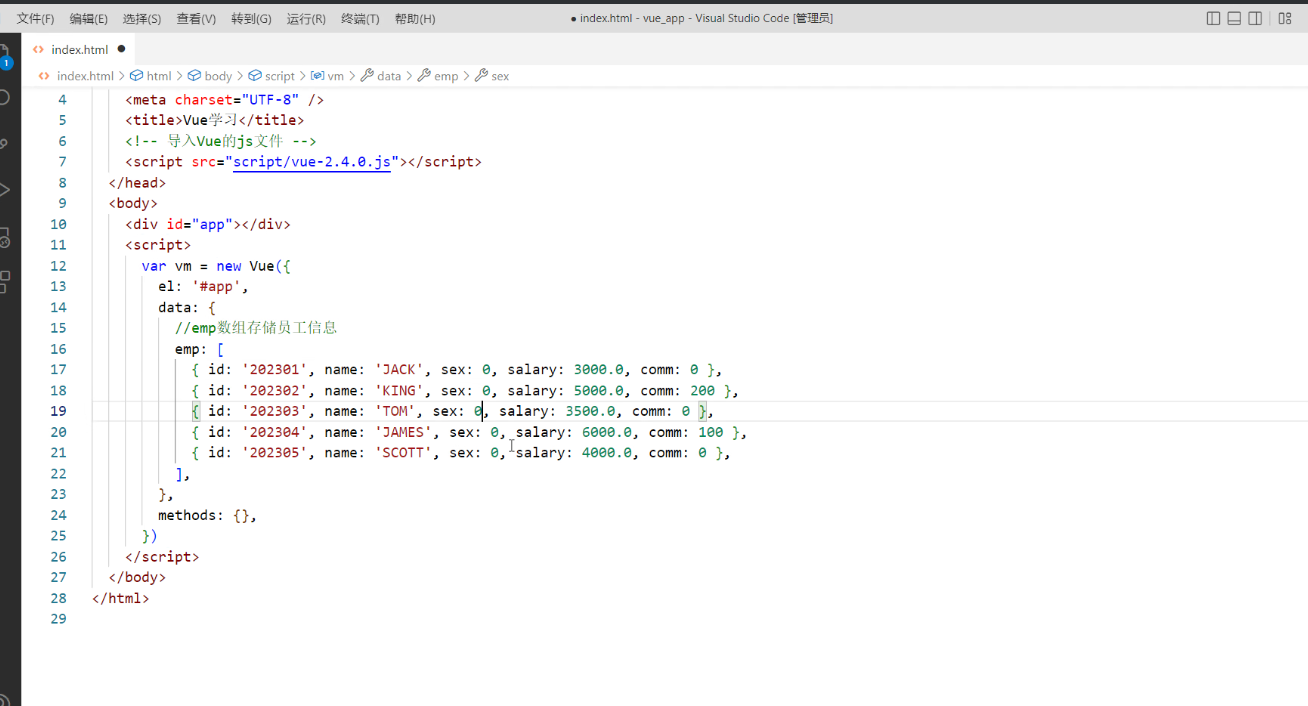 文件(F) 编辑(E) 选择(S) 查看(V) 转到(G) 运行(R) 终端(T) 帮助(H) ● index.html - vue_app - Visual Studio Code [管理员]
index.html ●
1
index.html > html > body > script > vm > data > emp > sex
4 <meta charset="UTF-8" />
5 <title>Vue学习</title>
6 <!-- 导入Vue的js文件 -->
7 <script src="script/vue-2.4.0.js"></script>
8 </head>
9 <body>
10 <div id="app"></div>
11 <script>
12 var vm = new Vue({
13 el: '#app',
14 data: {
15 //emp数组存储员工信息
16 emp: [
17 { id: '202301', name: 'JACK', sex: 0, salary: 3000.0, comm: 0 },
18 { id: '202302', name: 'KING', sex: 0, salary: 5000.0, comm: 200 },
19 { id: '202303', name: 'TOM', sex: 0, salary: 3500.0, comm: 0 },
20 { id: '202304', name: 'JAMES', sex: 0, salary: 6000.0, comm: 100 },
21 { id: '202305', name: 'SCOTT', sex: 0, salary: 4000.0, comm: 0 },
22 ],
23 },
24 methods: {},
25 })
26 </script>
27 </body>
28 </html>
29